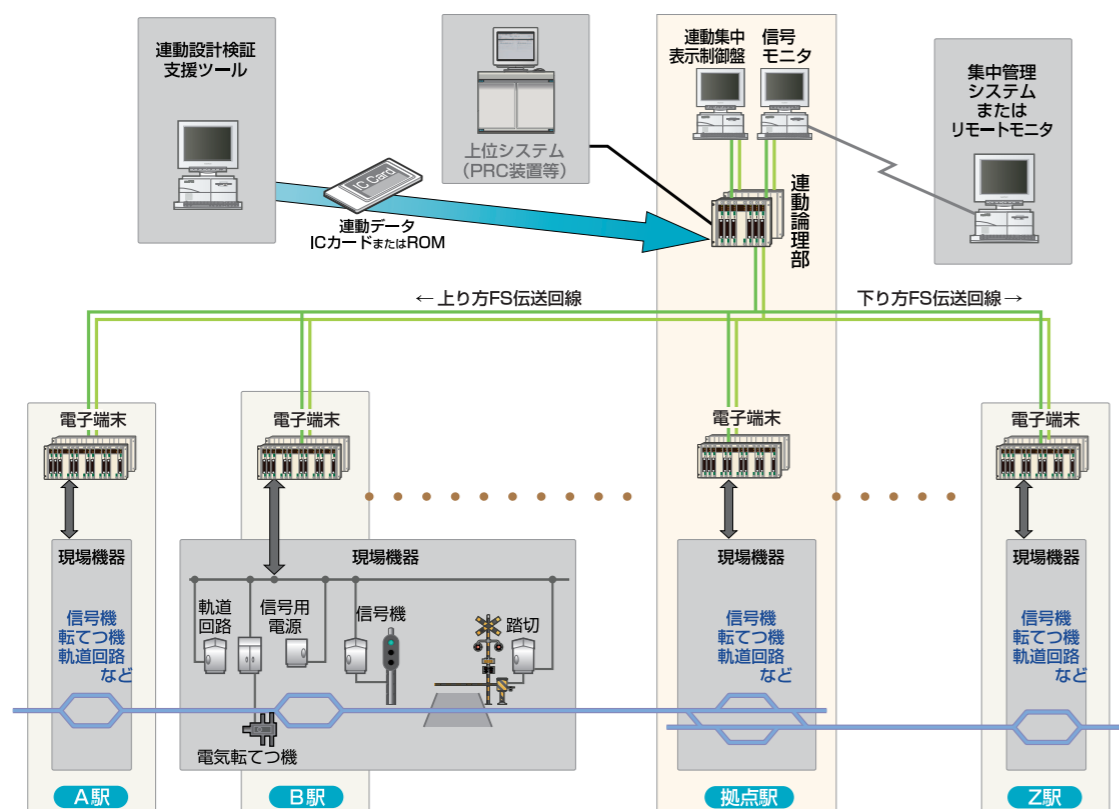 連動設計検証
支援ツール
IC Card
連動データ
ICカードまたはROM
上位システム
(PRC装置等)
連動集中
表示制御盤
信号
モニタ
連動論理部
集中管理
システム
または
リモートモニタ
← 上り方FS伝送回線
下り方FS伝送回線 →
電子端末
電子端末
電子端末
電子端末
現場機器
信号機
転てつ機
軌道回路
など
現場機器
軌道
回路
信号用
電源
信号機
踏切
電気転てつ機
現場機器
信号機
転てつ機
軌道回路
など
現場機器
信号機
転てつ機
軌道回路
など
A駅
B駅
拠点駅
Z駅